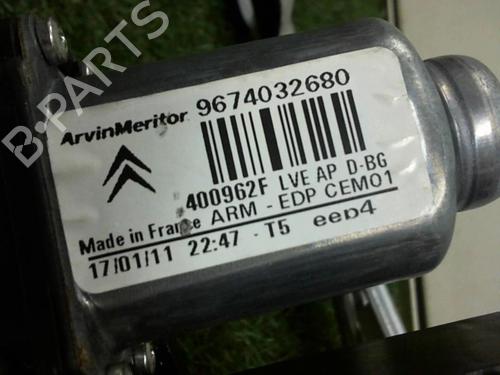 B-PARTS
ArvinMeritor 9674032680
400962F LVE AP D-BG
Made in France ARM - EDP CEM01
17/01/11 22:47 - T5 eep4